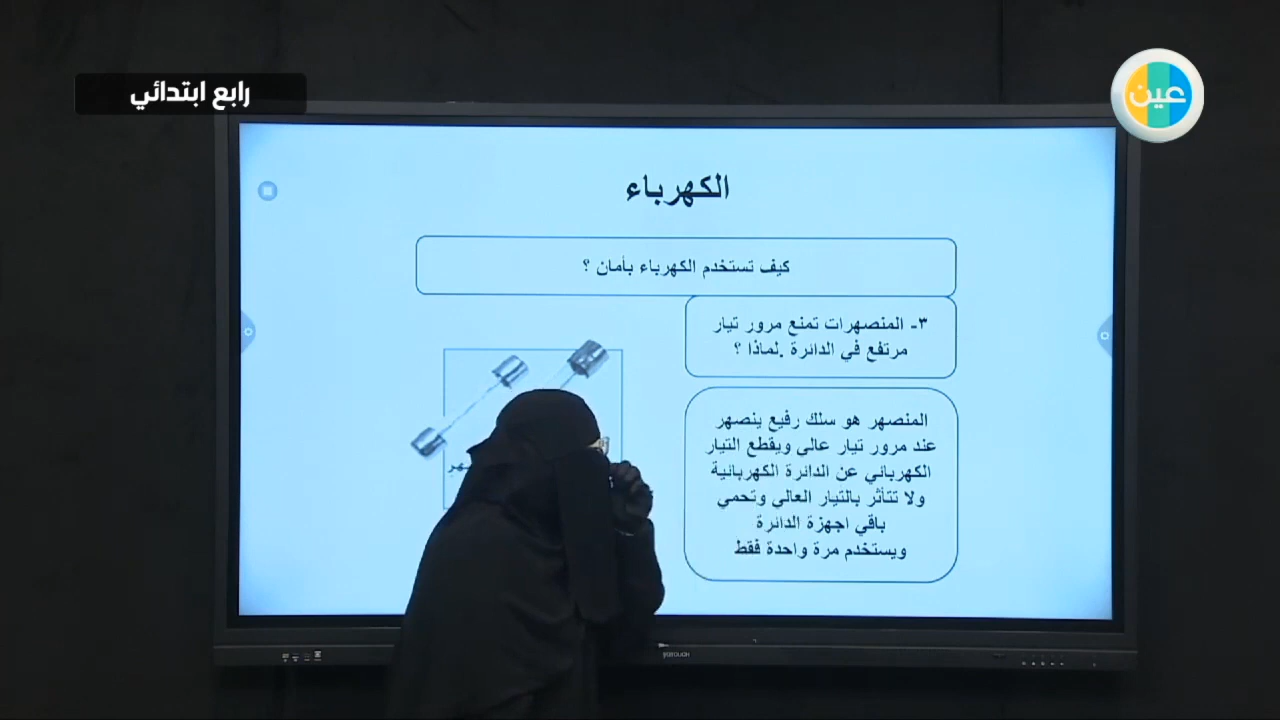 رابع ابتدائي
عين
الكهرباء
كيف تستخدم الكهرباء بأمان ؟
٣- المنصهرات تمنع مرور تيار
مرتفع في الدائرة .لماذا ؟
المنصهر هو سلك رفيع ينصهر
عند مرور تيار عالي ويقطع التيار
الكهربائي عن الدائرة الكهربائية
ولا تتأثر بالتيار العالي وتحمي
باقي اجهزة الدائرة
ويستخدم مرة واحدة فقط